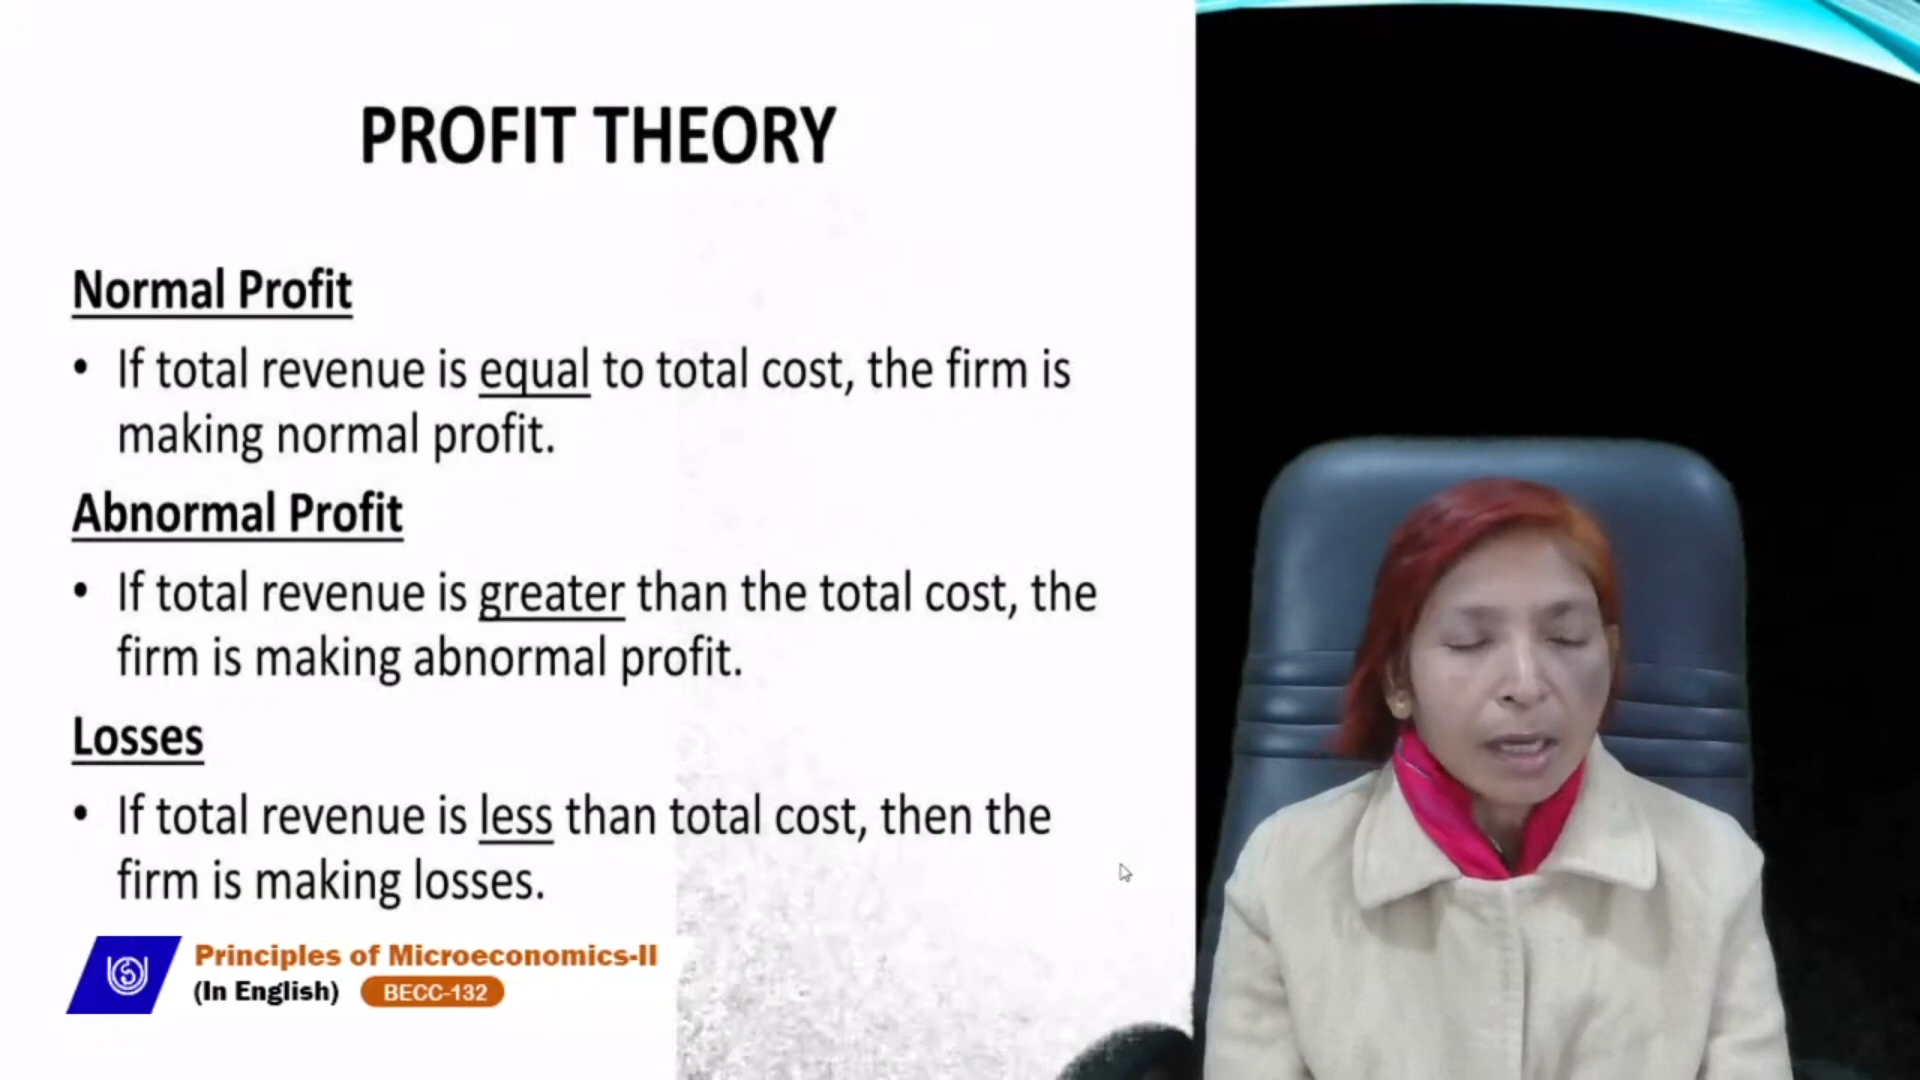 PROFIT THEORY
Normal Profit
• If total revenue is equal to total cost, the firm is
making normal profit.
Abnormal Profit
• If total revenue is greater than the total cost, the
firm is making abnormal profit.
Losses
• If total revenue is less than total cost, then the
firm is making losses.
Principles of Microeconomics-II
(In English) BECC-132